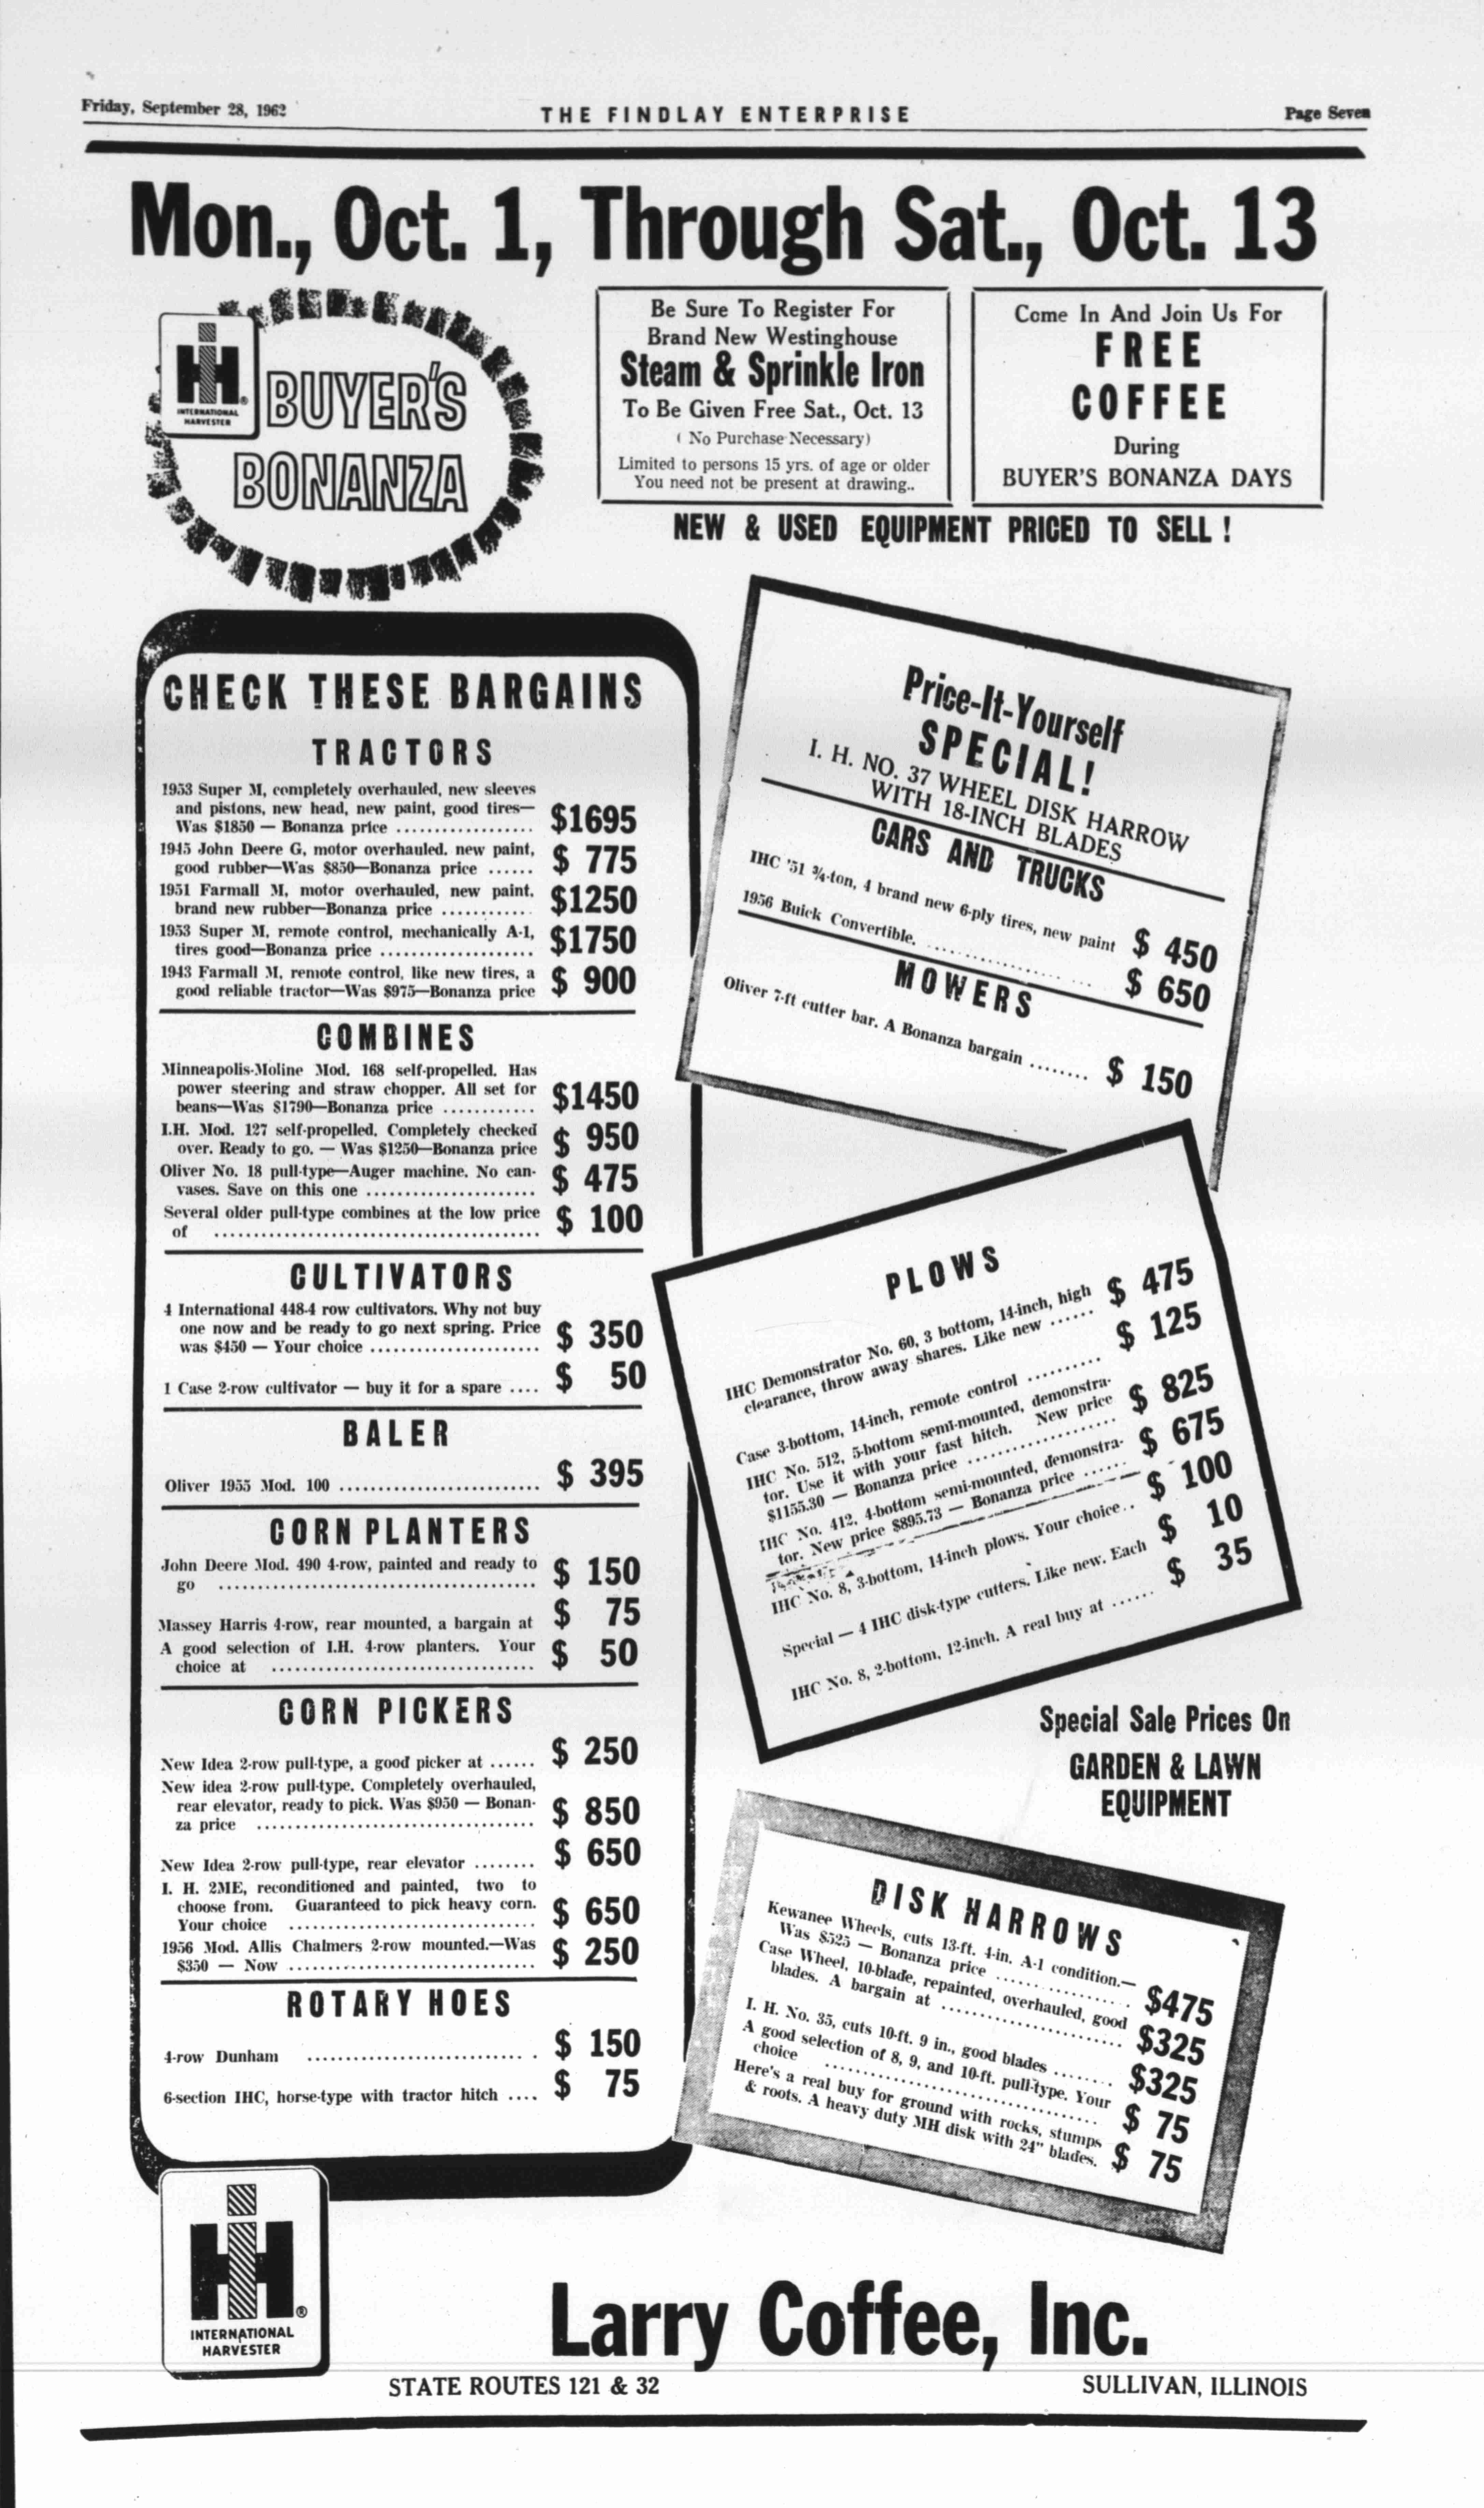 Friday, September 28, 1962
THE FINDLAY ENTERPRISE
Page Seven
Mon., Oct. 1, Through Sat., Oct. 13
IH
®
INTERNATIONAL
HARVESTER
BUYER'S
BONANZA
Be Sure To Register For
Brand New Westinghouse
Steam & Sprinkle Iron
To Be Given Free Sat., Oct. 13
( No Purchase Necessary)
Limited to persons 15 yrs. of age or older
You need not be present at drawing..
Come In And Join Us For
FREE
COFFEE
During
BUYER'S BONANZA DAYS
NEW & USED EQUIPMENT PRICED TO SELL !
CHECK THESE BARGAINS
TRACTORS
1953 Super M, completely overhauled, new sleeves
and pistons, new head, new paint, good tires—
Was $1850 — Bonanza price .................. $1695
1945 John Deere G, motor overhauled. new paint,
good rubber—Was $850—Bonanza price ...... $ 775
1951 Farmall M, motor overhauled, new paint.
brand new rubber—Bonanza price ............ $1250
1953 Super M, remote control, mechanically A-1,
tires good—Bonanza price .................... $1750
1943 Farmall M, remote control, like new tires, a
good reliable tractor—Was $975—Bonanza price $ 900
COMBINES
Minneapolis-Moline Mod. 168 self-propelled. Has
power steering and straw chopper. All set for
beans—Was $1790—Bonanza price ............ $1450
I.H. Mod. 127 self-propelled. Completely checked
over. Ready to go. — Was $1250—Bonanza price $ 950
Oliver No. 18 pull-type—Auger machine. No can-
vases. Save on this one ...................... $ 475
Several older pull-type combines at the low price
of .......................................... $ 100
CULTIVATORS
4 International 448-4 row cultivators. Why not buy
one now and be ready to go next spring. Price
was $450 — Your choice ...................... $ 350
1 Case 2-row cultivator — buy it for a spare .... $ 50
BALER
Oliver 1955 Mod. 100 .......................... $ 395
CORN PLANTERS
John Deere Mod. 490 4-row, painted and ready to
go ......................................... $ 150
Massey Harris 4-row, rear mounted, a bargain at $ 75
A good selection of I.H. 4-row planters. Your
choice at .................................. $ 50
CORN PICKERS
New Idea 2-row pull-type, a good picker at ...... $ 250
New idea 2-row pull-type. Completely overhauled,
rear elevator, ready to pick. Was $950 — Bonan-
za price .................................... $ 850
New Idea 2-row pull-type, rear elevator ........ $ 650
I. H. 2ME, reconditioned and painted, two to
choose from. Guaranteed to pick heavy corn.
Your choice ................................ $ 650
1956 Mod. Allis Chalmers 2-row mounted.—Was
$350 — Now ................................ $ 250
ROTARY HOES
4-row Dunham .............................. $ 150
6-section IHC, horse-type with tractor hitch .... $ 75
Price-It-Yourself
SPECIAL!
I. H. NO. 37 WHEEL DISK HARROW
WITH 18-INCH BLADES
CARS AND TRUCKS
IHC '51 ¾-ton, 4 brand new 6-ply tires, new paint $ 450
1956 Buick Convertible. ........................ $ 650
MOWERS
Oliver 7-ft cutter bar. A Bonanza bargain ........ $ 150
PLOWS
IHC Demonstrator No. 60, 3 bottom, 14-inch, high
clearance, throw away shares. Like new ...... $ 475
Case 3-bottom, 14-inch, remote control .......... $ 125
IHC No. 512, 5-bottom semi-mounted, demonstra-
tor. Use it with your fast hitch. New price
$1155.30 — Bonanza price .................... $ 825
IHC No. 412, 4-bottom semi-mounted, demonstra-
tor. New price $895.73 — Bonanza price ...... $ 675
IHC No. 8, 3-bottom, 14-inch plows. Your choice.. $ 100
Special — 4 IHC disk-type cutters. Like new. Each $ 10
IHC No. 8, 2-bottom, 12-inch. A real buy at ...... $ 35
Special Sale Prices On
GARDEN & LAWN
EQUIPMENT
DISK HARROWS
Kewanee Wheels, cuts 13-ft. 4-in. A-1 condition.—
Was $525 — Bonanza price .................. $475
Case Wheel, 10-blade, repainted, overhauled, good
blades. A bargain at ........................ $325
I. H. No. 35, cuts 10-ft. 9 in., good blades ........ $325
A good selection of 8, 9, and 10-ft. pull-type. Your
choice .................................... $ 75
Here's a real buy for ground with rocks, stumps
& roots. A heavy duty MH disk with 24" blades. $ 75
IH
®
INTERNATIONAL
HARVESTER
Larry Coffee, Inc.
STATE ROUTES 121 & 32
SULLIVAN, ILLINOIS